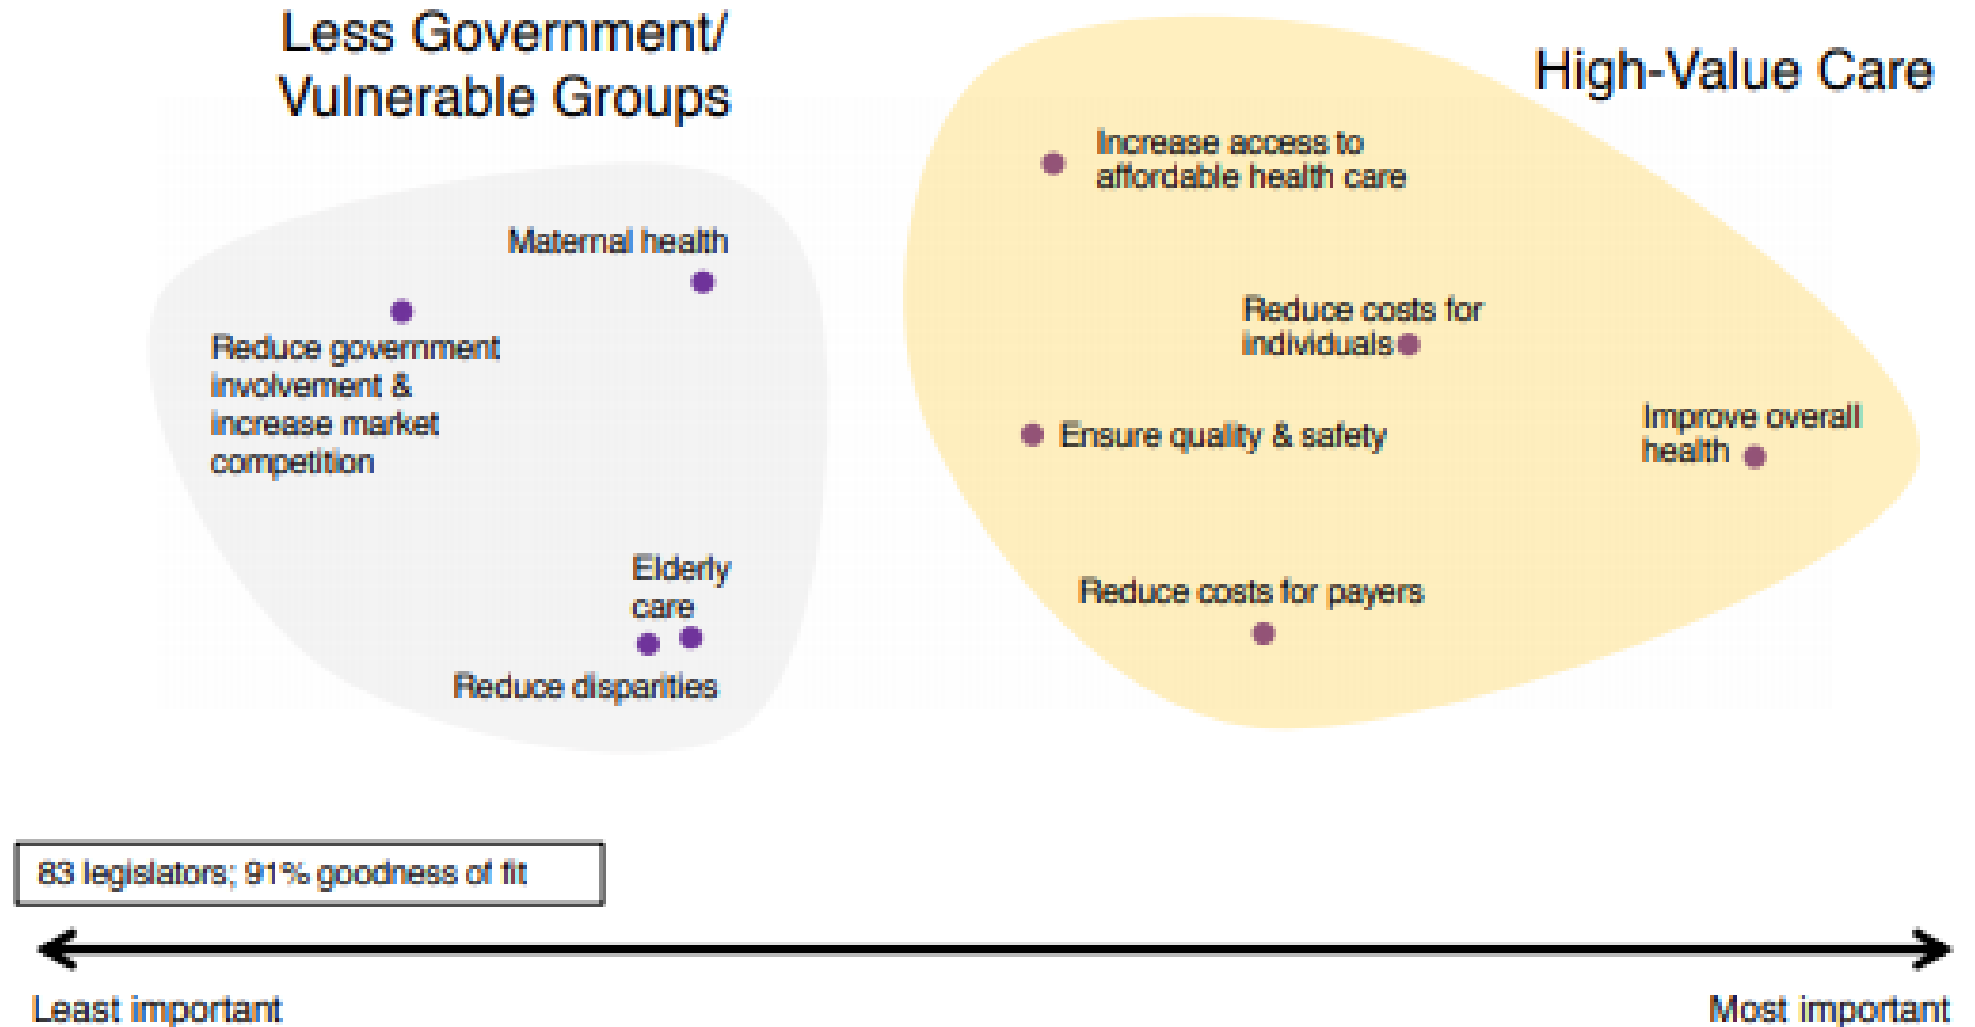 Less Government/
Vulnerable Groups
High-Value Care
Increase access to
affordable health care
Maternal health
Reduce government
involvement &
increase market
competition
Reduce costs for
individuals
Ensure quality & safety
Improve overall
health
Elderly
care
Reduce disparities
Reduce costs for payers
83 legislators; 91% goodness of fit
Least important
Most important